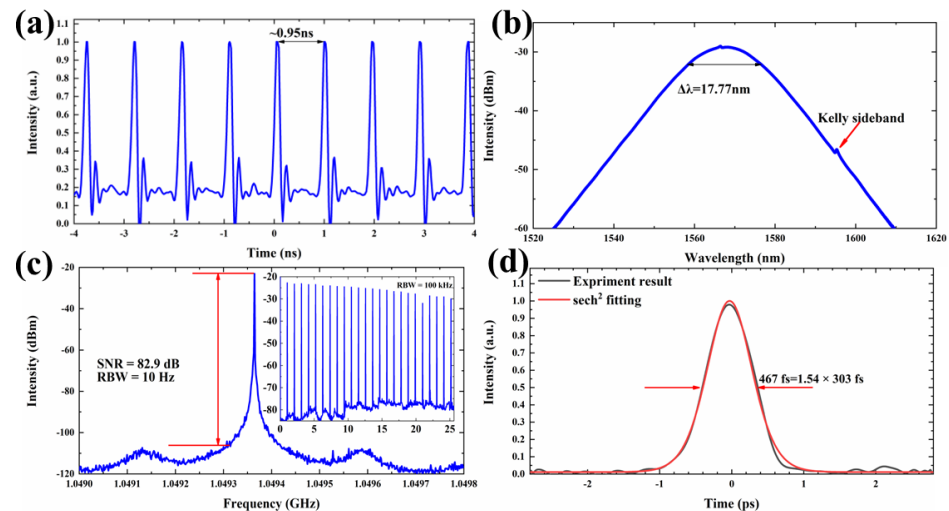 (a)
~0.95ns
Intensity (a.u.)
1.1
1.0
0.9
0.8
0.7
0.6
0.5
0.4
0.3
0.2
0.1
0.0
-4 -3 -2 -1 0 1 2 3 4
Time (ns)
(b)
Δλ=17.77nm
Kelly sideband
Intensity (dBm)
-30
-40
-50
-60
1520 1540 1560 1580 1600 1620
Wavelength (nm)
(c)
SNR = 82.9 dB
RBW = 10 Hz
Intensity (dBm)
-20
-40
-60
-80
-100
-120
1.0490 1.0491 1.0492 1.0493 1.0494 1.0495 1.0496 1.0497 1.0498
Frequency (GHz)
RBW = 100 kHz
-20
-30
-40
-50
-60
-70
-80
0 5 10 15 20 25
(d)
Expriment result
sech² fitting
467 fs=1.54 × 303 fs
Intensity (a.u.)
1.0
0.9
0.8
0.7
0.6
0.5
0.4
0.3
0.2
0.1
0.0
-2 -1 0 1 2
Time (ps)